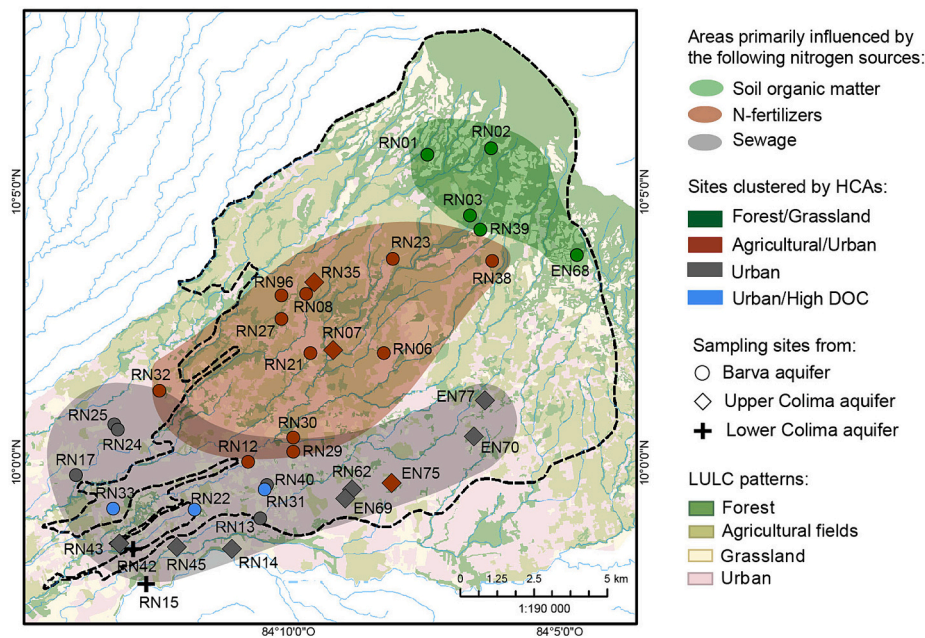 RN01
RN02
RN03
RN39
EN68
RN23
RN38
RN35
RN96
RN08
RN27
RN07
RN21
RN06
RN32
RN25
RN24
RN30
RN12
RN29
EN77
EN70
RN17
RN40
RN62
EN75
RN33
RN22
RN31
EN69
RN13
RN43
RN42
RN45
RN14
RN15
10°5'0"N
10°0'0"N
10°5'0"N
10°0'0"N
84°10'0"O
84°5'0"O
0 1.25 2.5 5 km
1:190 000
Areas primarily influenced by
the following nitrogen sources:
Soil organic matter
N-fertilizers
Sewage
Sites clustered by HCAs:
Forest/Grassland
Agricultural/Urban
Urban
Urban/High DOC
Sampling sites from:
Barva aquifer
Upper Colima aquifer
Lower Colima aquifer
LULC patterns:
Forest
Agricultural fields
Grassland
Urban